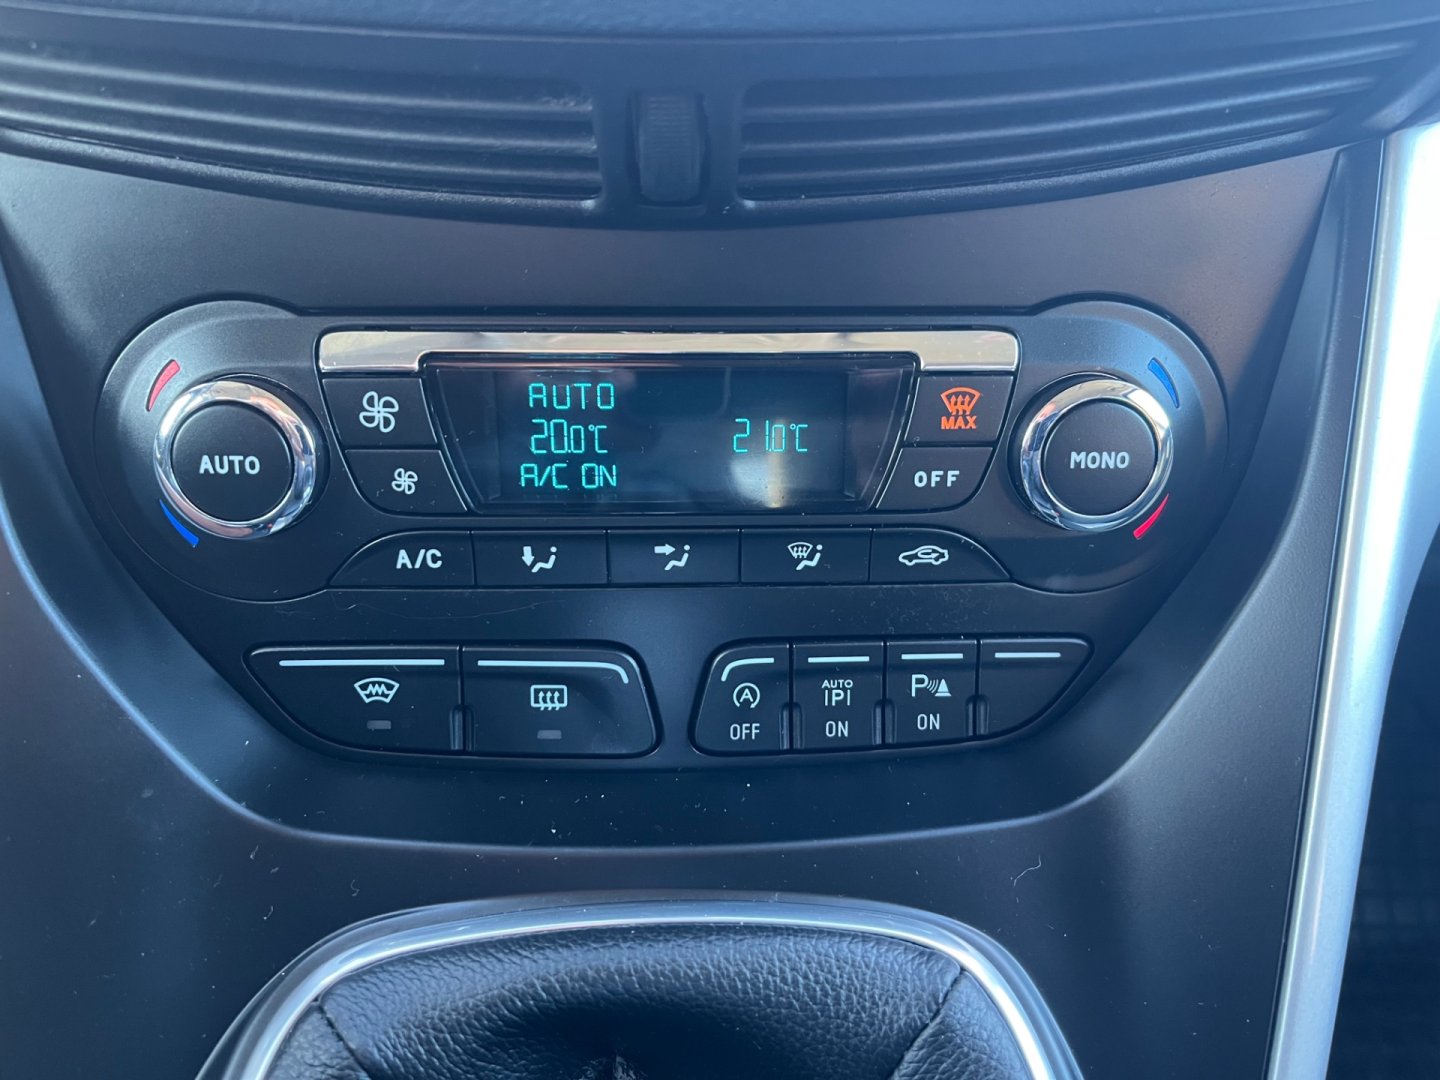 AUTO
20.0°C
A/C ON
21.0°C
MAX
AUTO
MONO
OFF
A/C
A
OFF
AUTO
P
ON
P
ON